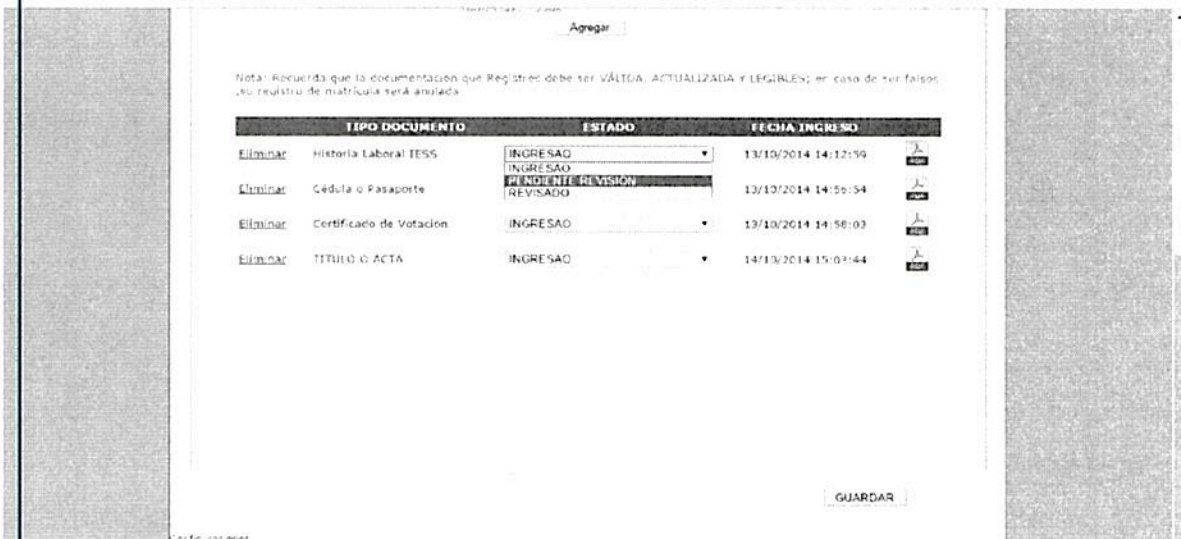 Agregar
Nota: Recuerda que la documentación que Registres debe ser VÁLIDA, ACTUALIZADA Y LEGIBLES; en caso de ser falsos
,su registro de matrícula será anulada
TIPO DOCUMENTO ESTADO FECHA INGRESO
Eliminar Historia Laboral IESS INGRESAO 13/10/2014 14:12:59
INGRESAO
PENDIENTE REVISION
REVISADO
Eliminar Cédula o Pasaporte 13/10/2014 14:56:54
Eliminar Certificado de Votación INGRESAO 13/10/2014 14:58:03
Eliminar TITULO O ACTA INGRESAO 14/10/2014 15:03:44
GUARDAR